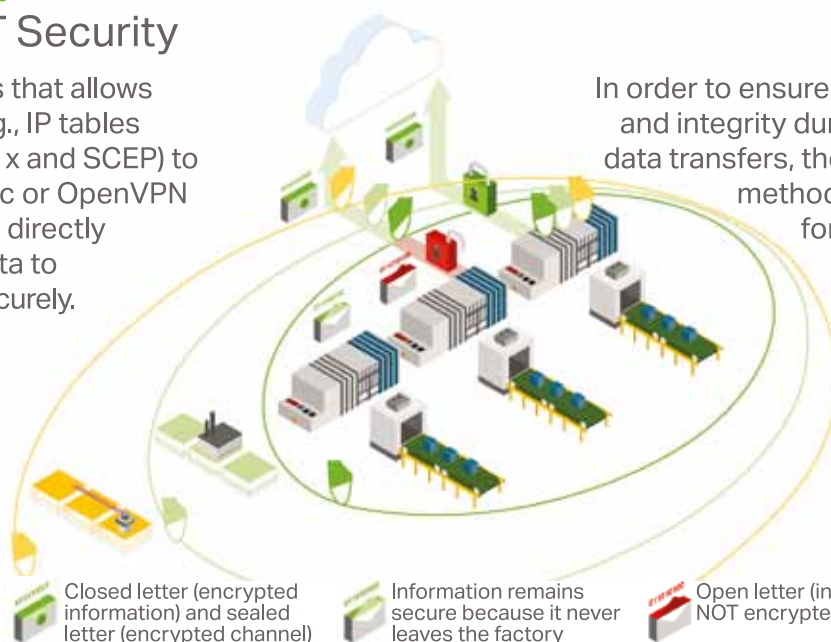 Security
s that allows
g., IP tables
x and SCEP) to
c or OpenVPN
directly
ta to
curely.
In order to ensure
and integrity dur
data transfers, the
method
for
Closed letter (encrypted
information) and sealed
letter (encrypted channel)
Information remains
secure because it never
leaves the factory
Open letter (in
NOT encrypte